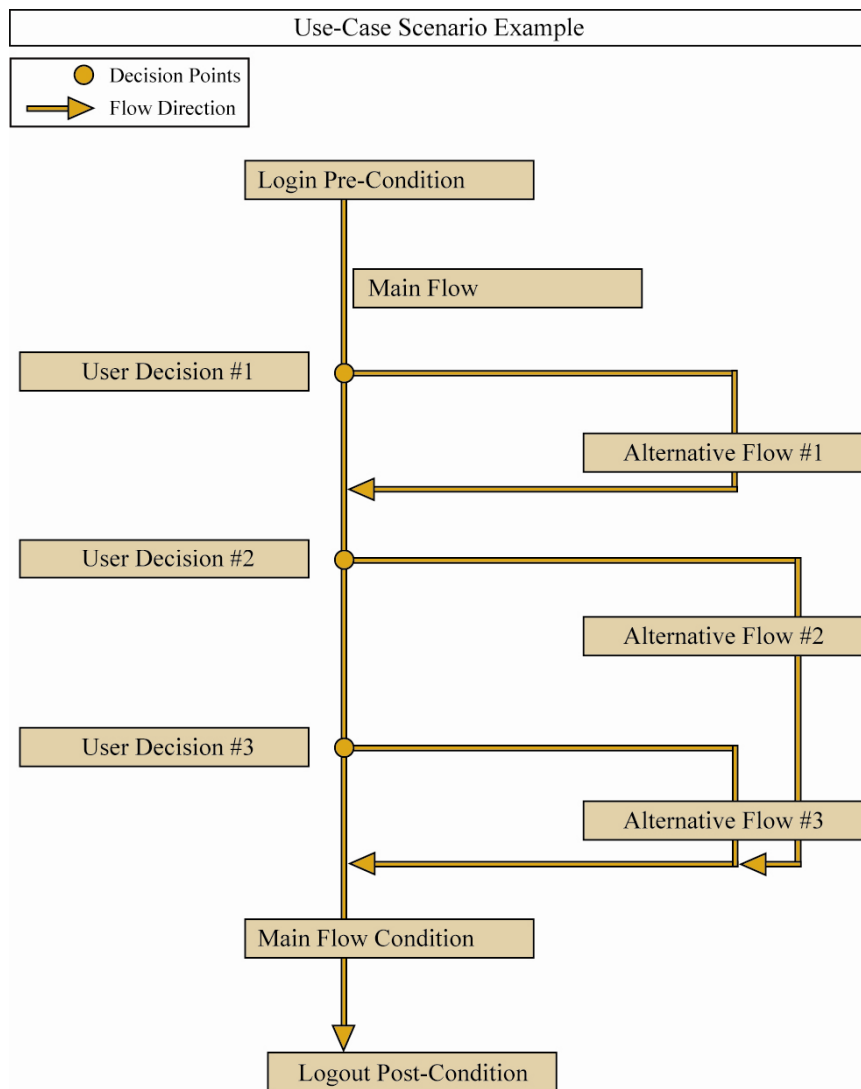 Use-Case Scenario Example
Decision Points
Flow Direction
Login Pre-Condition
Main Flow
User Decision #1
Alternative Flow #1
User Decision #2
Alternative Flow #2
User Decision #3
Alternative Flow #3
Main Flow Condition
Logout Post-Condition